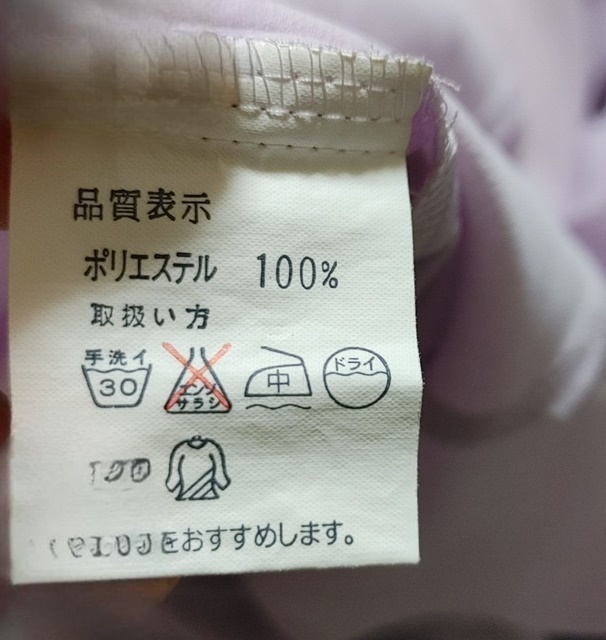 品質表示
ポリエステル 100%
取扱い方
手洗イ 30 エンソ サラシ 中 ドライ
をおすすめします。